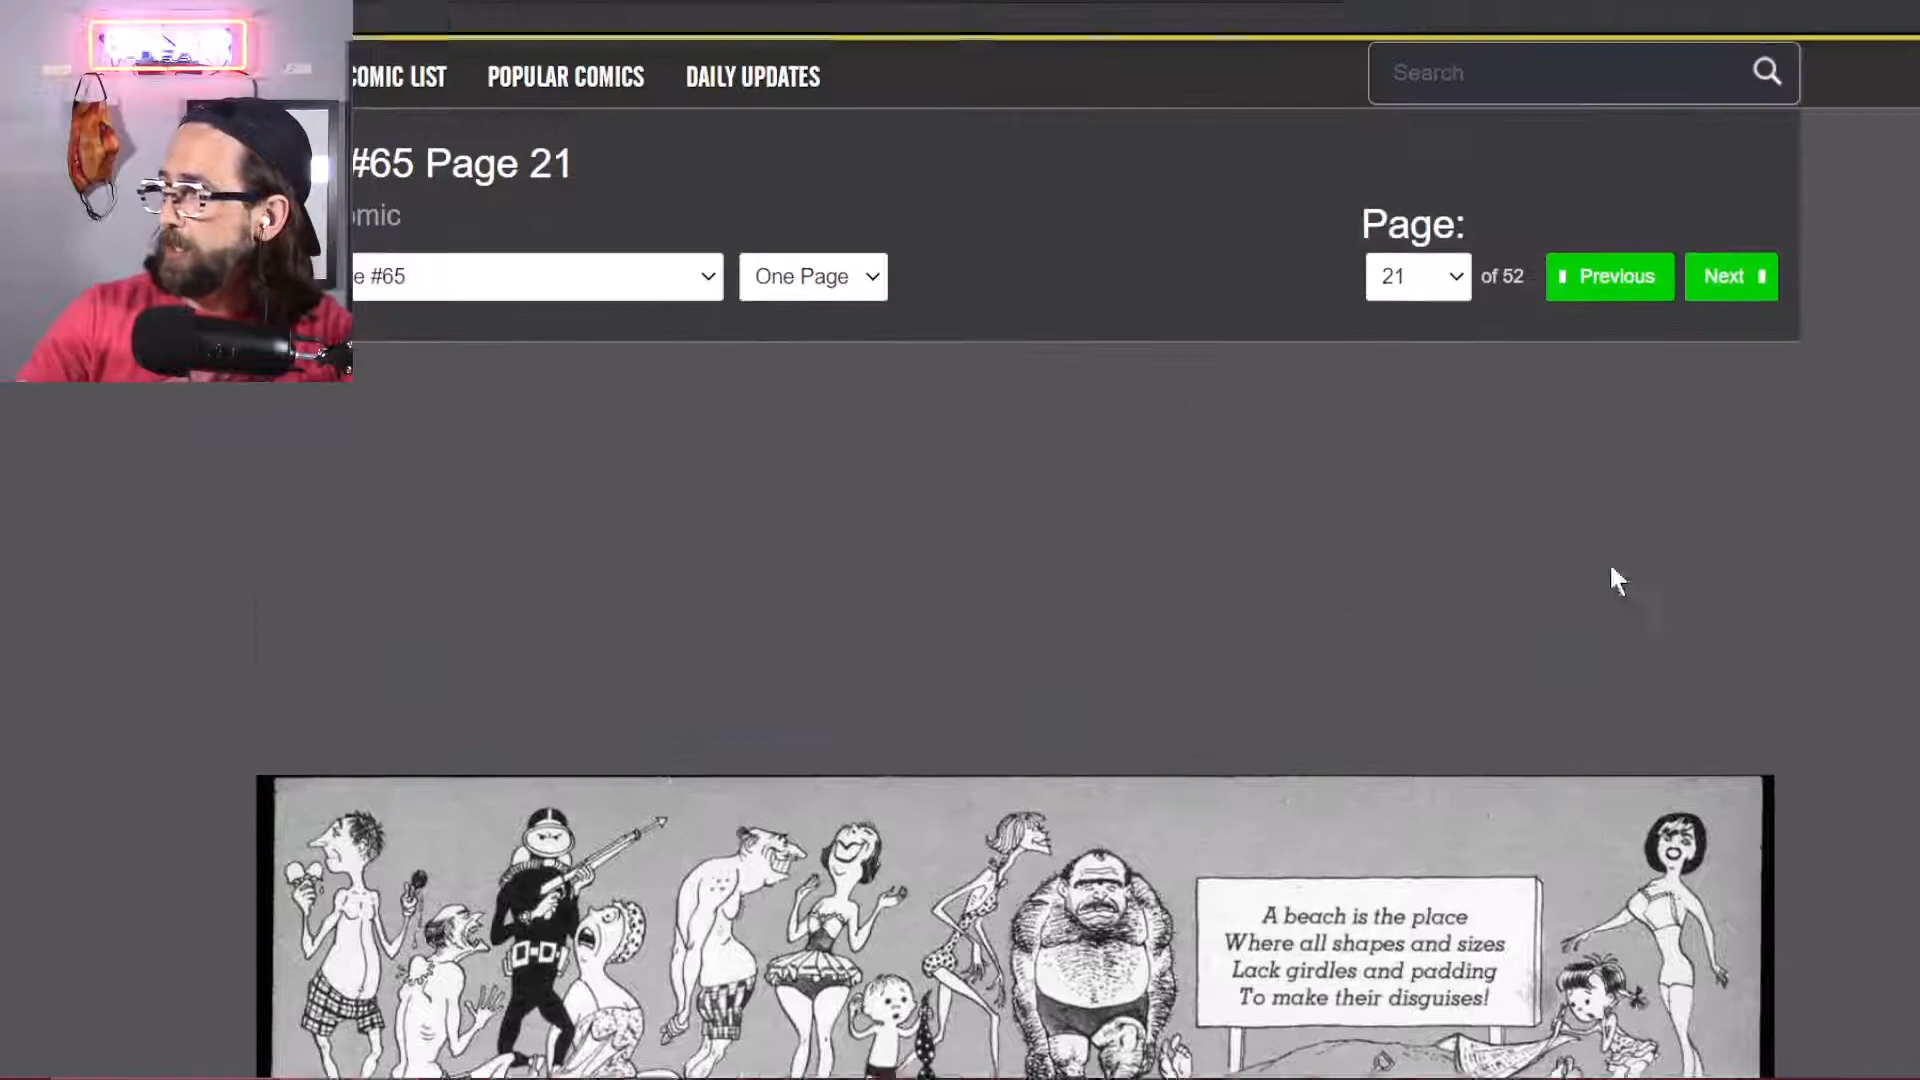 COMIC LIST POPULAR COMICS DAILY UPDATES
Search
#65 Page 21
omic
Page:
e #65
One Page
21
of 52
Previous
Next
A beach is the place
Where all shapes and sizes
Lack girdles and padding
To make their disguises!